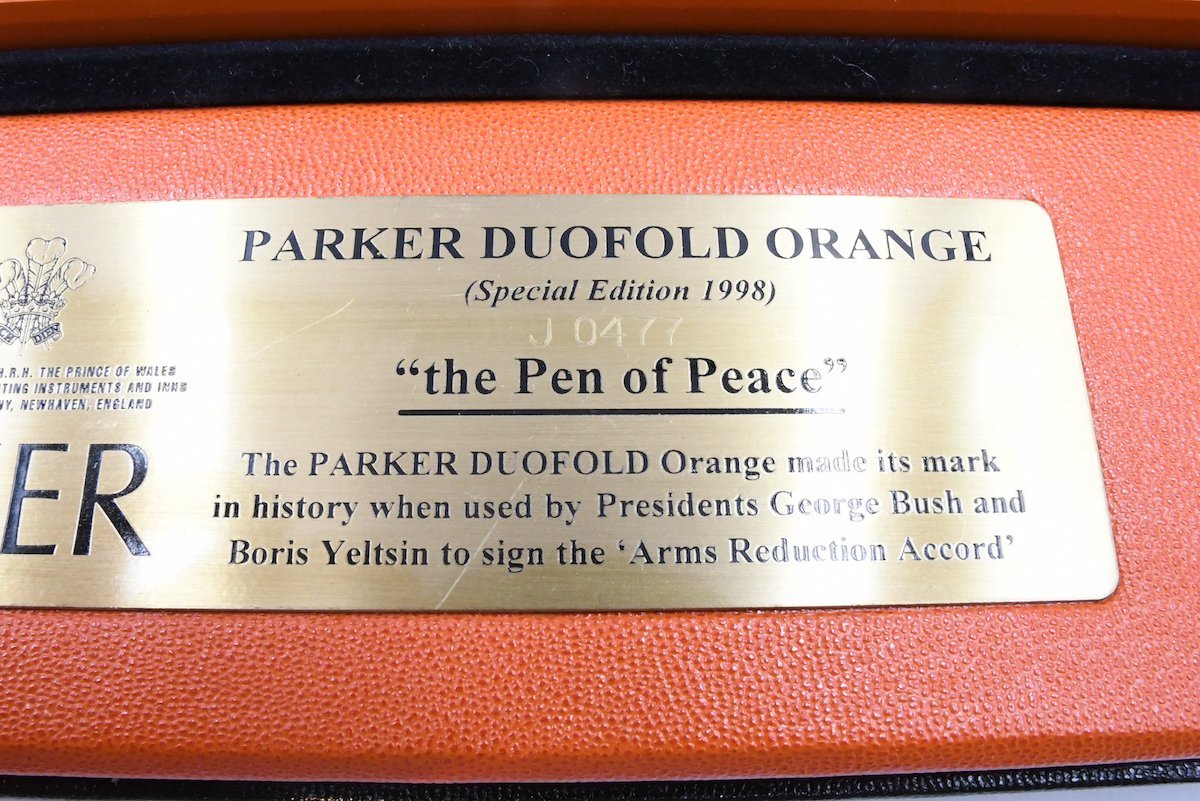 PARKER DUOFOLD ORANGE
(Special Edition 1998)
J 0477
“the Pen of Peace”
The PARKER DUOFOLD Orange made its mark
in history when used by Presidents George Bush and
Boris Yeltsin to sign the ‘Arms Reduction Accord’
DIEN
H.R.H. THE PRINCE OF WALES
INSTRUMENTS AND INKS
NEWHAVEN, ENGLAND
ER